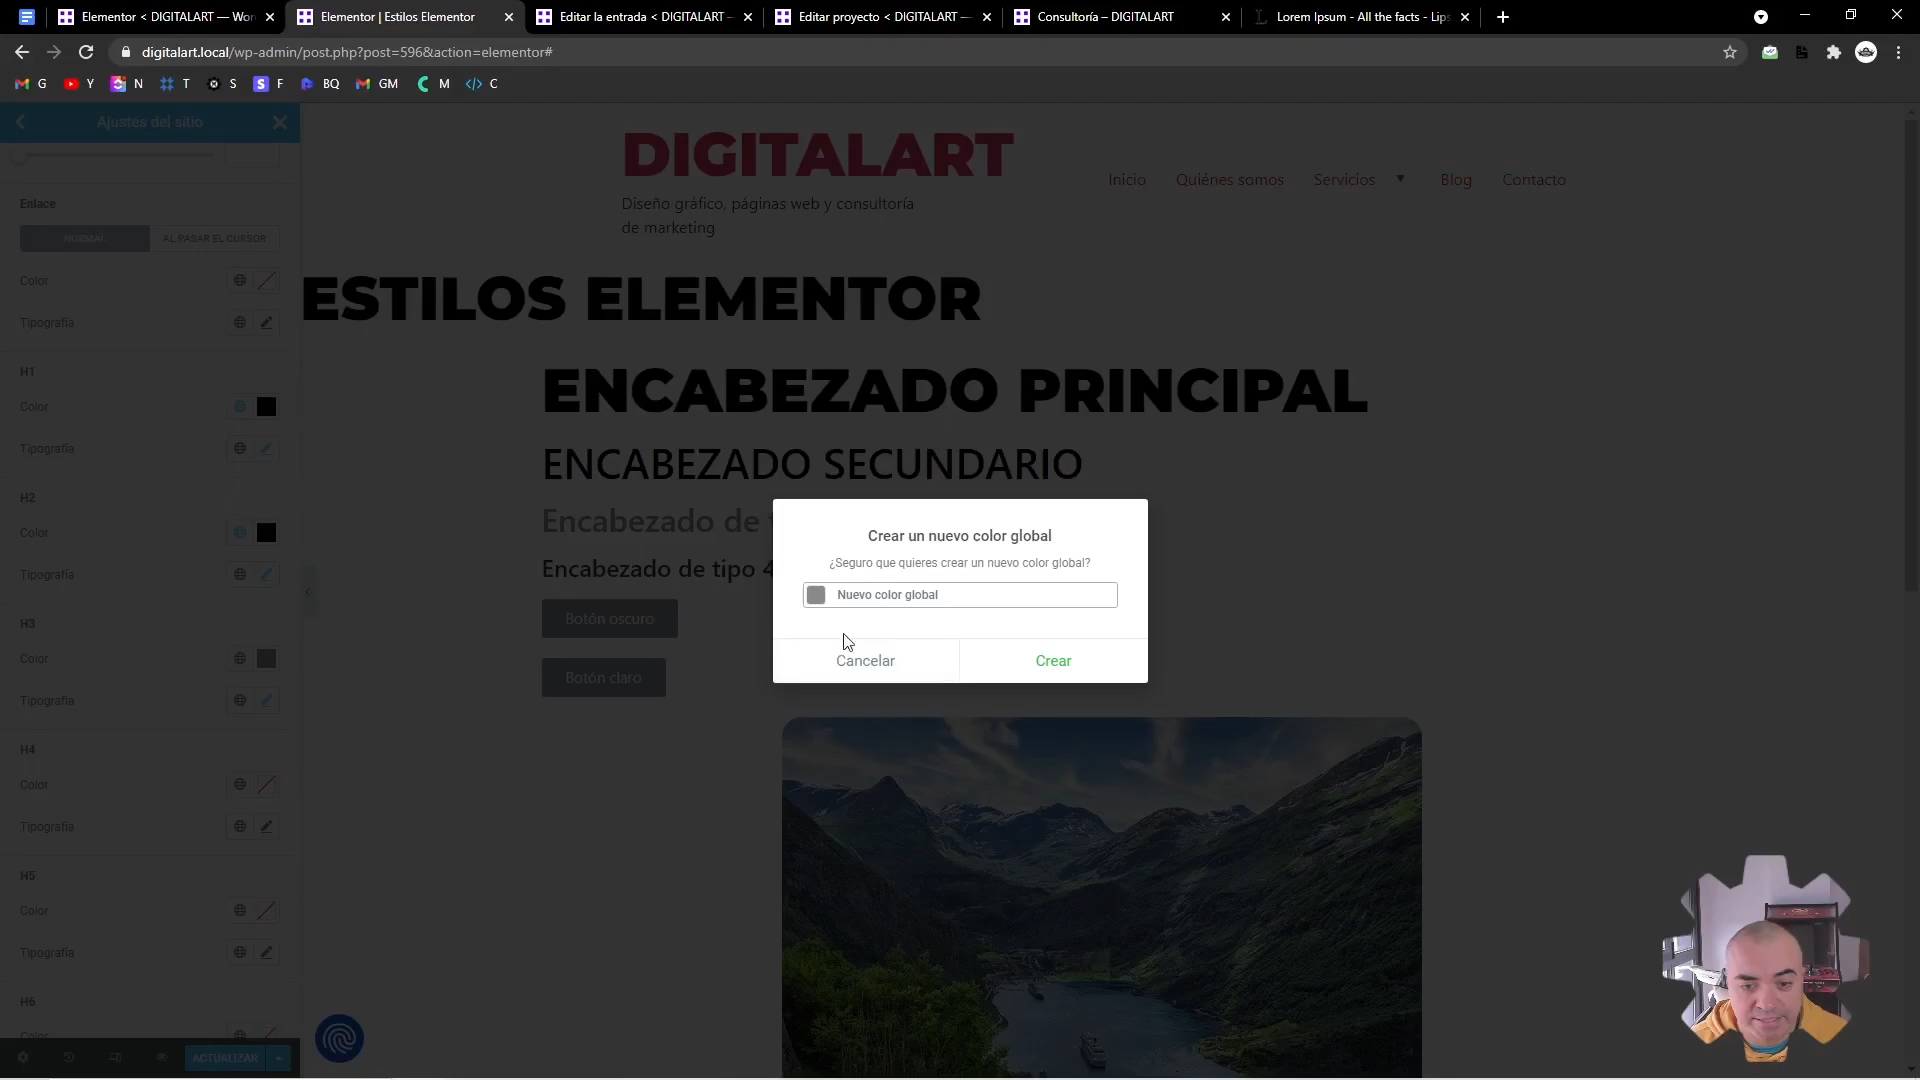 Elementor < DIGITALART — Wor
Elementor | Estilos Elementor
Editar la entrada < DIGITALART —
Editar proyecto < DIGITALART —
Consultoría – DIGITALART
Lorem Ipsum - All the facts - Lips
digitalart.local/wp-admin/post.php?post=596&action=elementor#
G
Y
N
T
S
F
BQ
GM
M
C
Ajustes del sitio
Enlace
NORMAL
AL PASAR EL CURSOR
Color
Tipografía
H1
Color
Tipografía
H2
Color
Tipografía
H3
Color
Tipografía
H4
Color
Tipografía
H5
Color
Tipografía
H6
Color
ACTUALIZAR
DIGITALART
Diseño gráfico, páginas web y consultoría
de marketing
Inicio
Quiénes somos
Servicios
Blog
Contacto
ESTILOS ELEMENTOR
ENCABEZADO PRINCIPAL
ENCABEZADO SECUNDARIO
Encabezado de
Encabezado de tipo 4
Botón oscuro
Botón claro
Crear un nuevo color global
¿Seguro que quieres crear un nuevo color global?
Nuevo color global
Cancelar
Crear